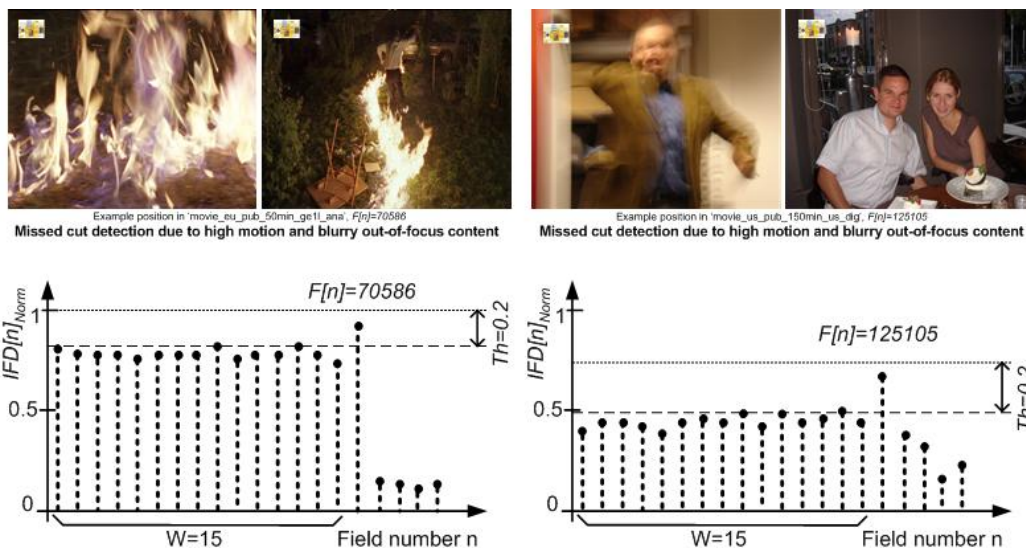 Example position in 'movie_eu_pub_50min_ge1l_ana', F[n]=70586
Missed cut detection due to high motion and blurry out-of-focus content
Example position in 'movie_us_pub_150min_us_dig', F[n]=125105
Missed cut detection due to high motion and blurry out-of-focus content
F[n]=70586
IFD[n]Norm
1
0.5
0
Th=0.2
W=15
Field number n
F[n]=125105
IFD[n]Norm
1
0.5
0
Th=0.2
W=15
Field number n